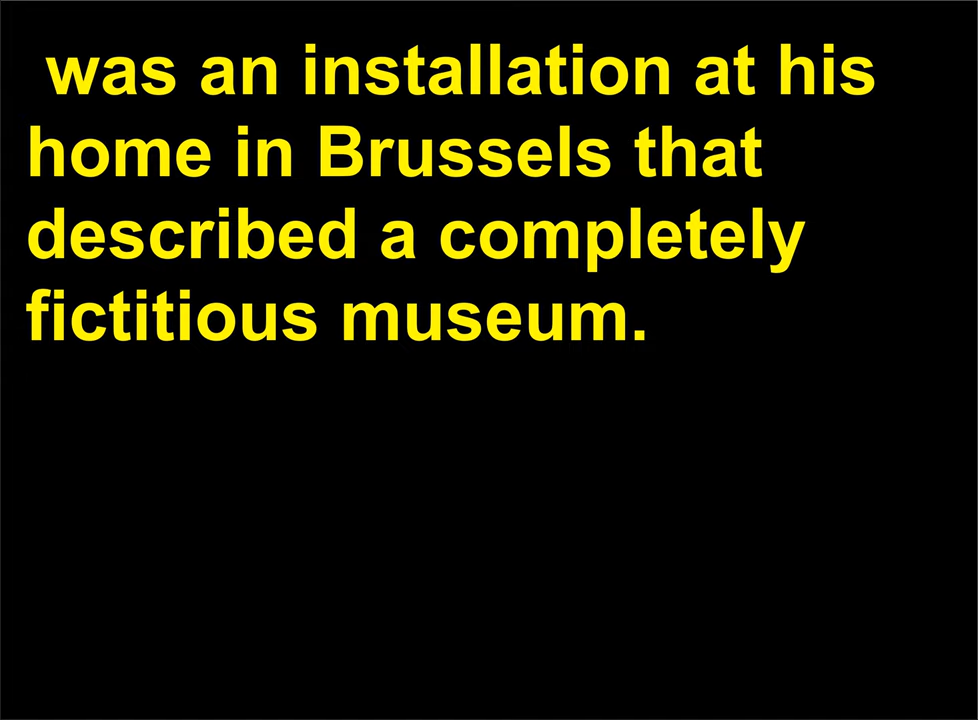 was an installation at his
home in Brussels that
described a completely
fictitious museum.